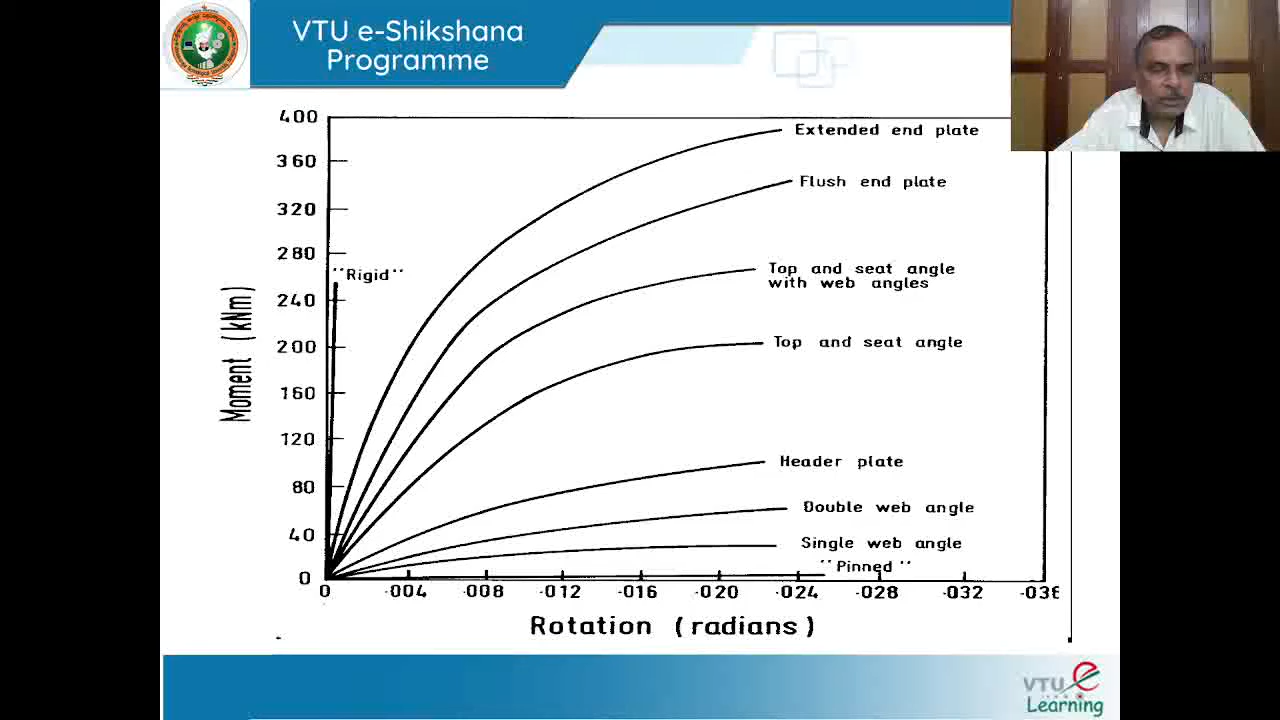 VTU e-Shikshana
Programme
400
Extended end plate
360
Flush end plate
320
280
"Rigid"
Top and seat angle
with web angles
240
200
Top and seat angle
160
120
Header plate
80
Double web angle
40
Single web angle
"Pinned"
0
0 .004 .008 .012 .016 .020 .024 .028 .032 .036
Moment (kNm)
Rotation (radians)
VTU e
Learning